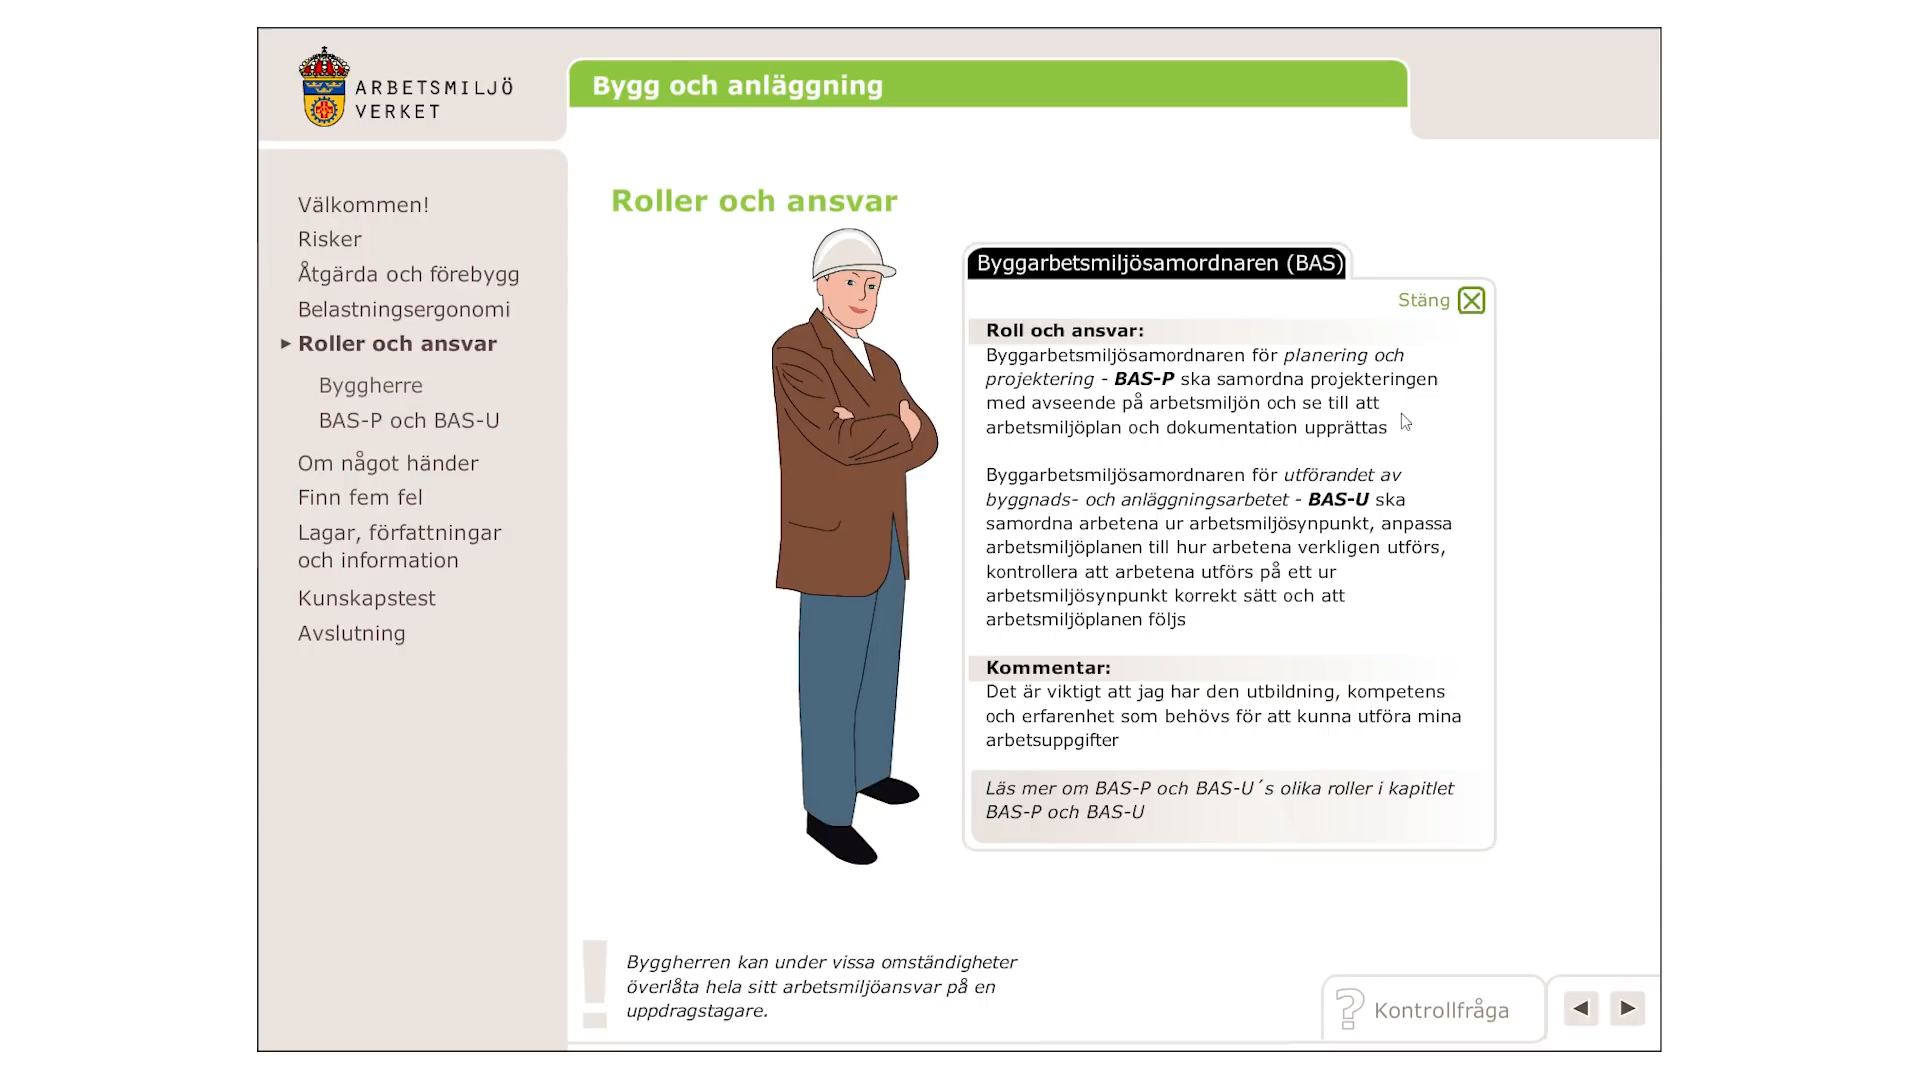 ARBETSMILJÖ
VERKET
Bygg och anläggning
Välkommen!
Risker
Åtgärda och förebygg
Belastningsergonomi
Roller och ansvar
Byggherre
BAS-P och BAS-U
Om något händer
Finn fem fel
Lagar, författningar
och information
Kunskapstest
Avslutning
Roller och ansvar
Byggarbetsmiljösamordnaren (BAS)
Stäng
Roll och ansvar:
Byggarbetsmiljösamordnaren för planering och
projektering - BAS-P ska samordna projekteringen
med avseende på arbetsmiljön och se till att
arbetsmiljöplan och dokumentation upprättas
Byggarbetsmiljösamordnaren för utförandet av
byggnads- och anläggningsarbetet - BAS-U ska
samordna arbetena ur arbetsmiljösynpunkt, anpassa
arbetsmiljöplanen till hur arbetena verkligen utförs,
kontrollera att arbetena utförs på ett ur
arbetsmiljösynpunkt korrekt sätt och att
arbetsmiljöplanen följs
Kommentar:
Det är viktigt att jag har den utbildning, kompetens
och erfarenhet som behövs för att kunna utföra mina
arbetsuppgifter
Läs mer om BAS-P och BAS-U´s olika roller i kapitlet
BAS-P och BAS-U
! Byggherren kan under vissa omständigheter
överlåta hela sitt arbetsmiljöansvar på en
uppdragstagare.
? Kontrollfråga